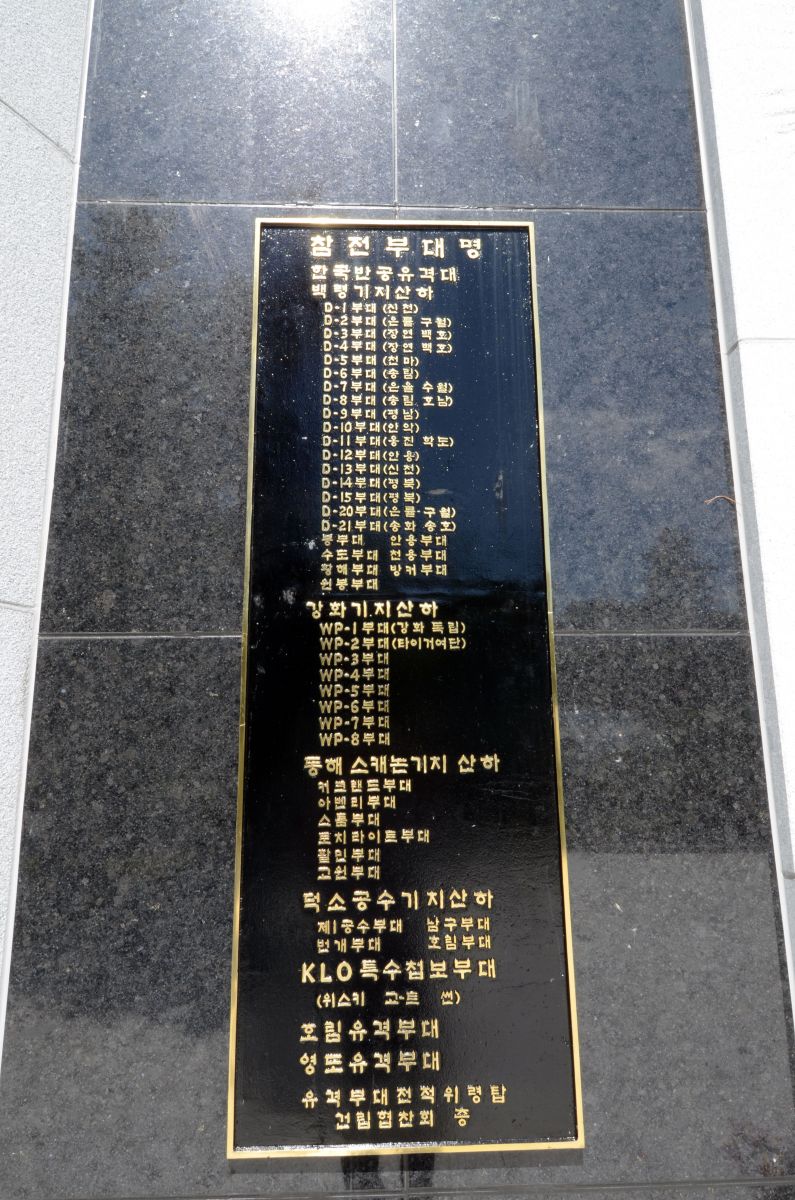 참전부대명
한국반공유격대
백령기지산하
D-1부대(신천)
D-2부대(은률 구월)
D-3부대(장연 백호)
D-4부대(장연 백호)
D-5부대(천마)
D-6부대(송림)
D-7부대(은율 수월)
D-8부대(송림 호남)
D-9부대(평남)
D-10부대(안악)
D-11부대(옹진 학도)
D-12부대(안웅)
D-13부대(신천)
D-14부대(평북)
D-15부대(평북)
D-20부대(은률·구월)
D-21부대(송화 송호)
봉부대 안웅부대
수도부대 천웅부대
황해부대 방커부대
원봉부대
강화기지산하
WP-1부대(강화 독립)
WP-2부대(타이거여단)
WP-3부대
WP-4부대
WP-5부대
WP-6부대
WP-7부대
WP-8부대
동해 스캐논기지 산하
커크랜드부대
아벤리부대
스톰부대
토치라이트부대
부대
고원부대
덕소공수기지산하
제1공수부대 남구부대
번개부대 호림부대
KLO특수첩보부대
(위스키 고-트 썬)
호림유격부대
영도유격부대
유격부대전적위령탑
건립협찬회 증